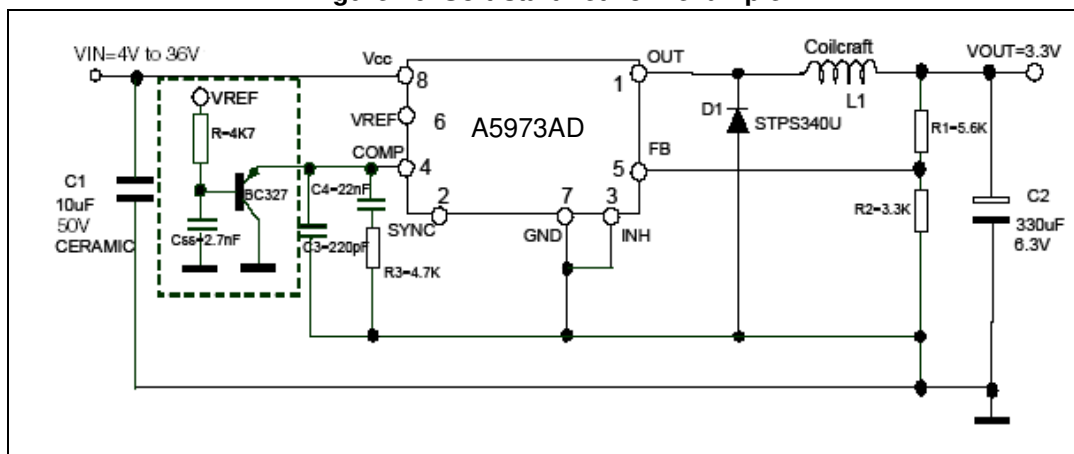 VIN=4V to 36V
VREF
R=4K7
BC327
Css=2.7nF
C1
10uF
50V
CERAMIC
Vcc
8
VREF
6
COMP
4
A5973AD
OUT
1
FB
5
2
SYNC
7
GND
3
INH
C4=22nF
C3=220pF
R3=4.7K
D1
STPS340U
Coilcraft
L1
VOUT=3.3V
R1=5.6K
R2=3.3K
C2
330uF
6.3V